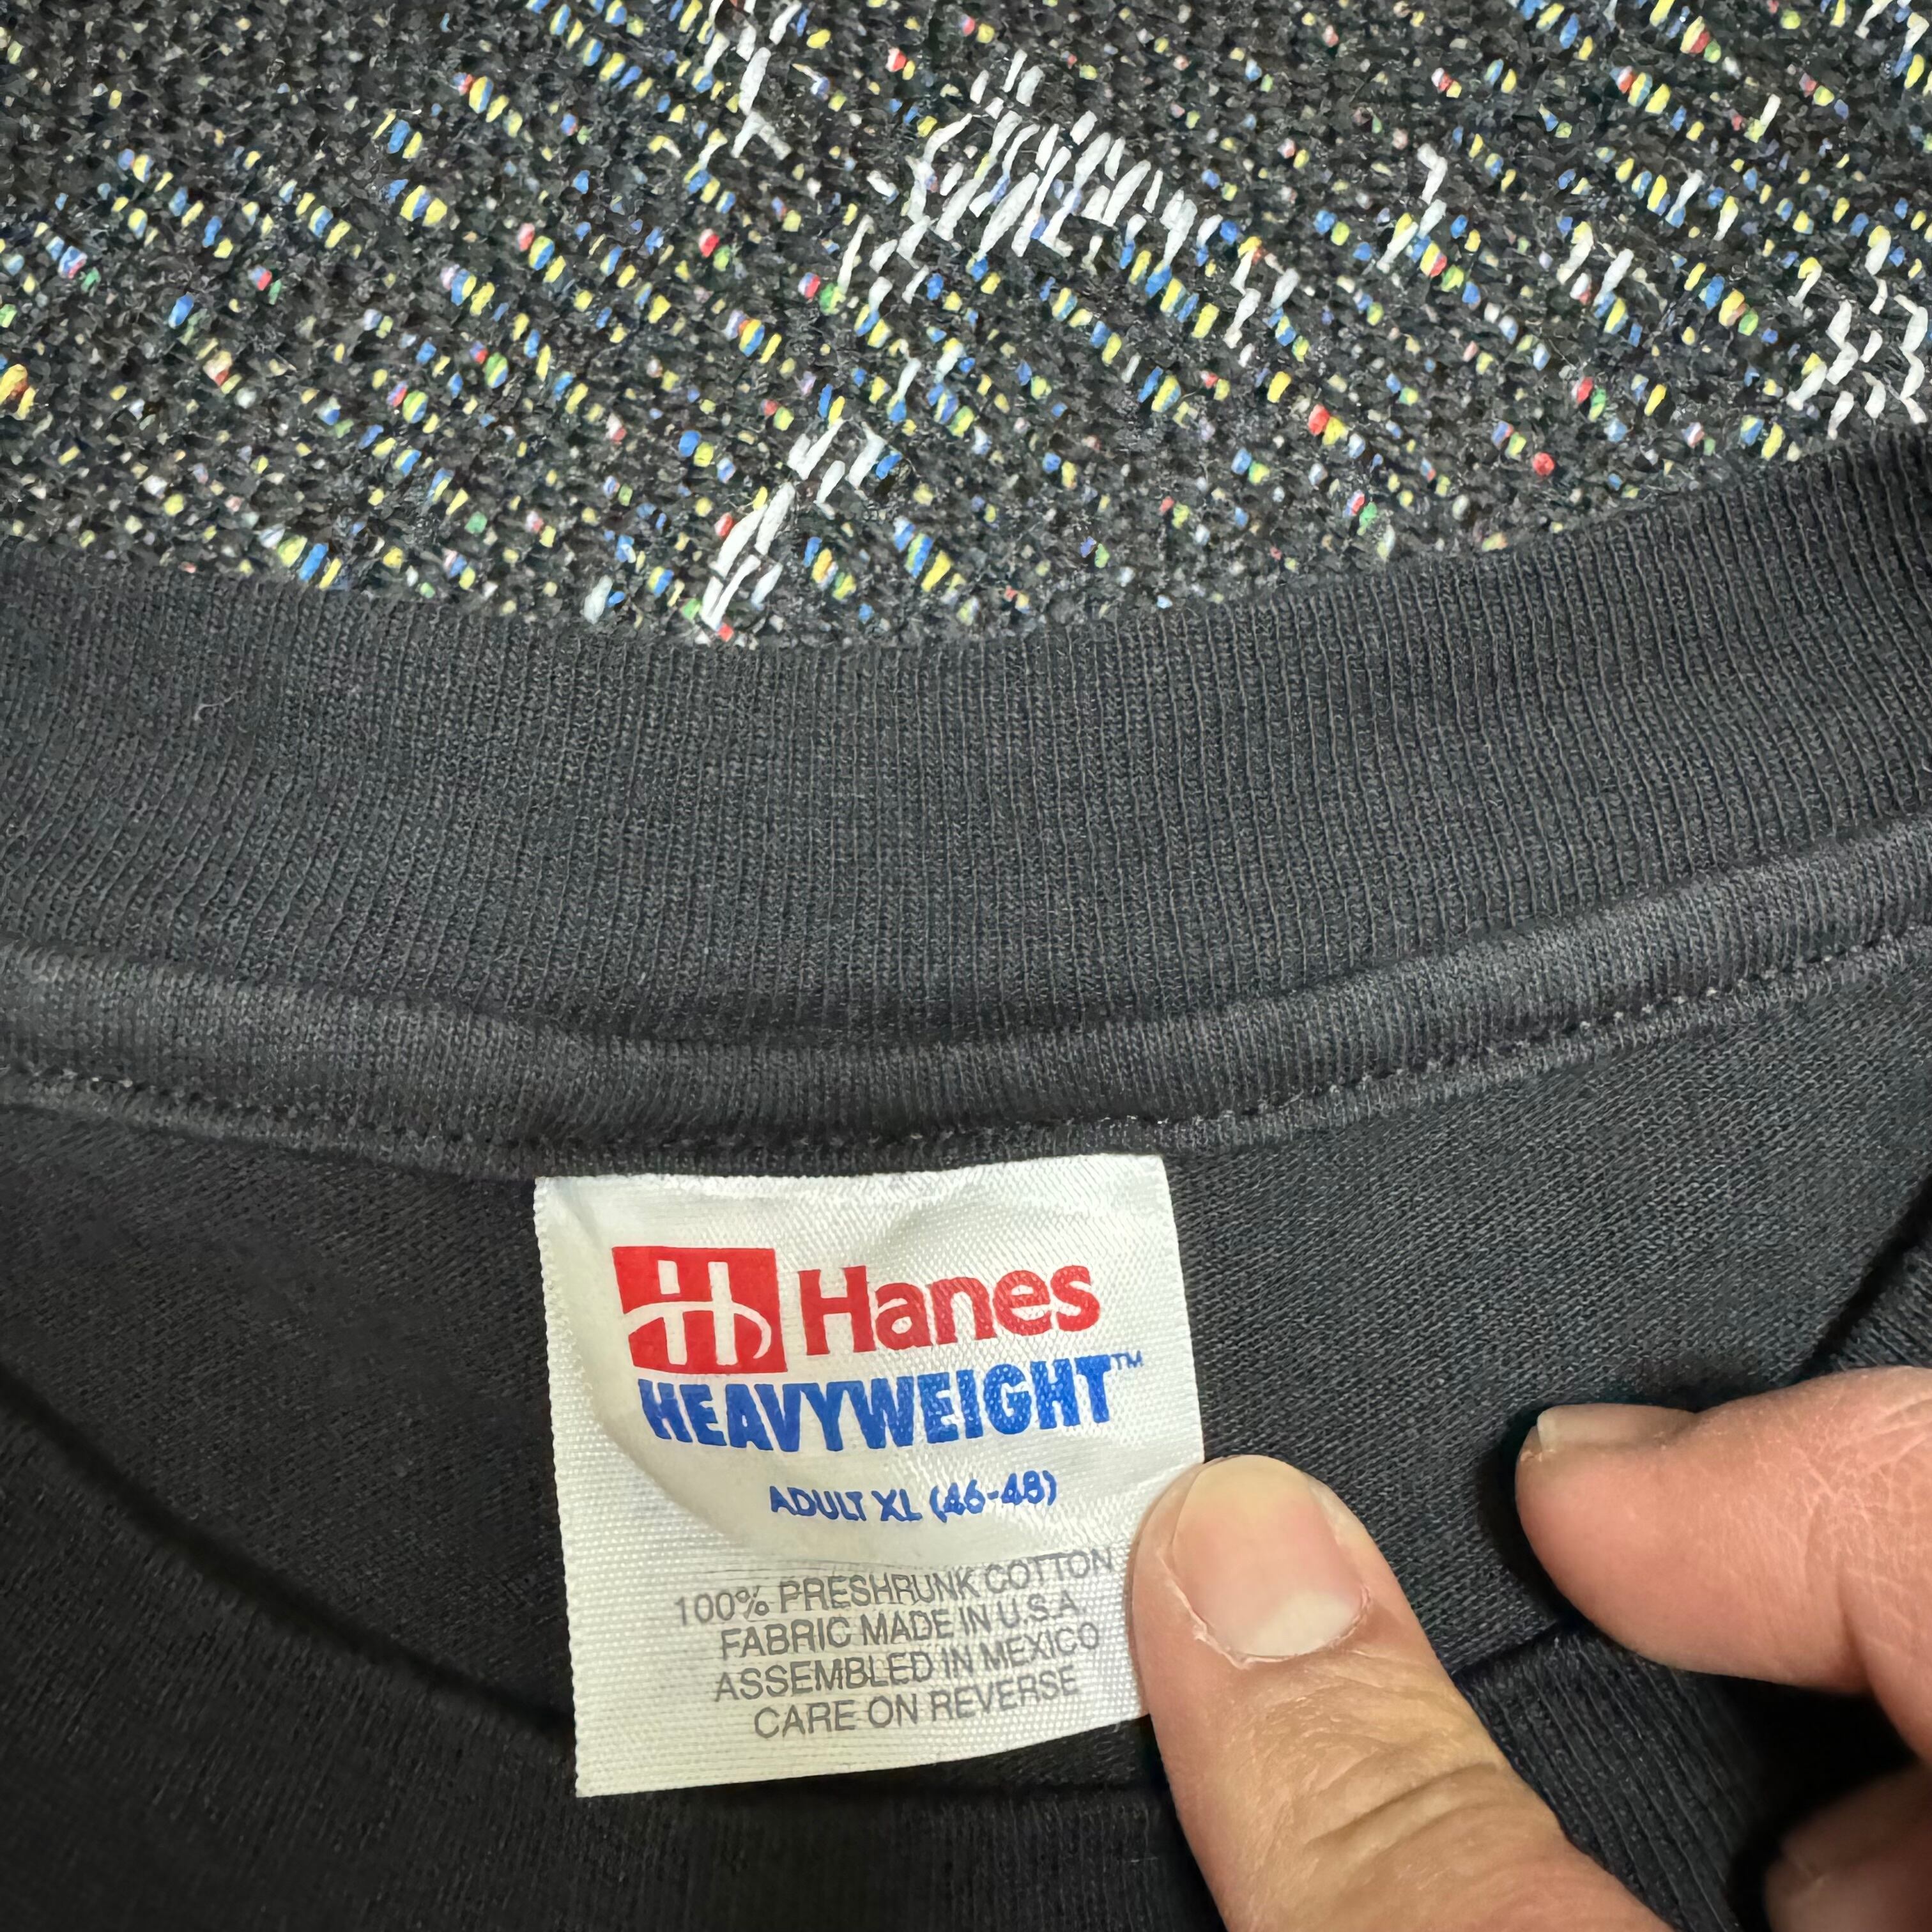 Hanes
HEAVYWEIGHT™
ADULT XL (46-48)
100% PRESHRUNK COTTON
FABRIC MADE IN U.S.A.
ASSEMBLED IN MEXICO
CARE ON REVERSE